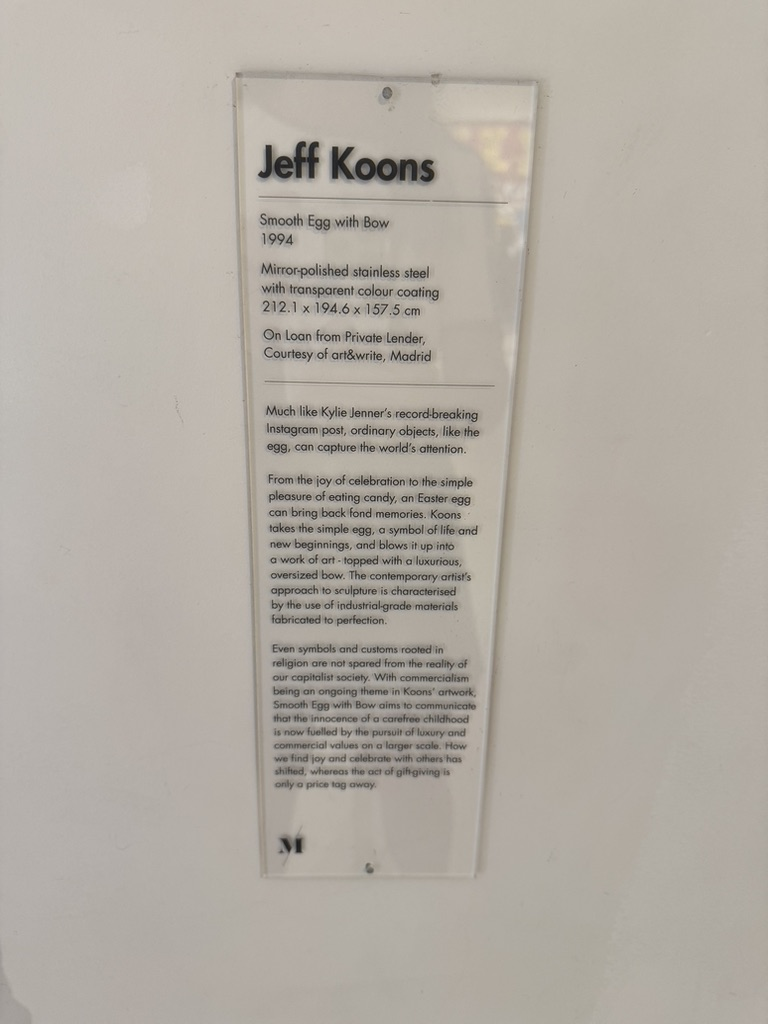 Jeff Koons
Smooth Egg with Bow
1994
Mirror-polished stainless steel
with transparent colour coating
212.1 x 194.6 x 157.5 cm
On Loan from Private Lender,
Courtesy of art&write, Madrid
Much like Kylie Jenner's record-breaking
Instagram post, ordinary objects, like the
egg, can capture the world's attention.
From the joy of celebration to the simple
pleasure of eating candy, an Easter egg
can bring back fond memories. Koons
takes the simple egg, a symbol of life and
new beginnings, and blows it up into
a work of art - topped with a luxurious,
oversized bow. The contemporary artist's
approach to sculpture is characterised
by the use of industrial-grade materials
fabricated to perfection.
Even symbols and customs rooted in
religion are not spared from the reality of
our capitalist society. With commercialism
being an ongoing theme in Koons' artwork,
Smooth Egg with Bow aims to communicate
that the innocence of a carefree childhood
is now fuelled by the pursuit of luxury and
commercial values on a larger scale. How
we find joy and celebrate with others has
shifted, whereas the act of gift-giving is
only a price tag away.
M